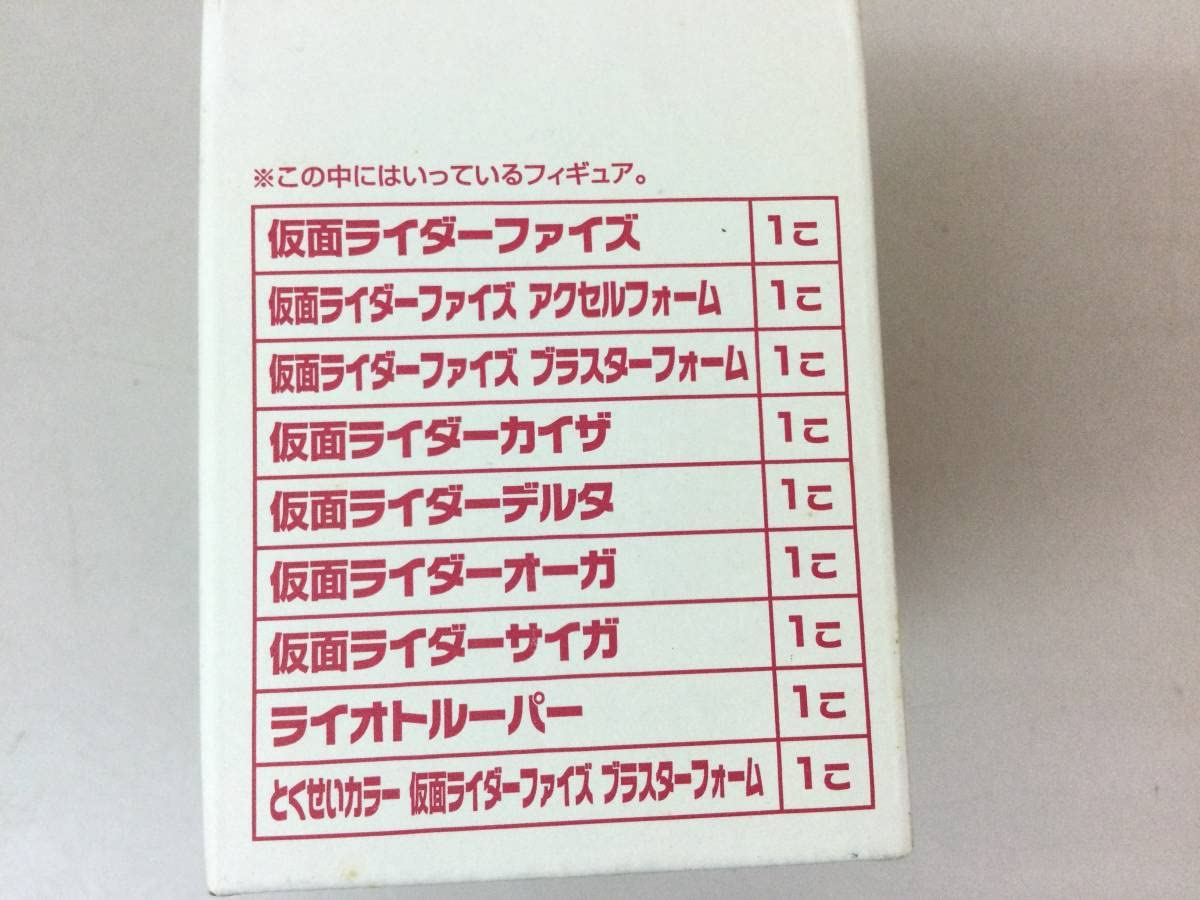 ※この中にはいっているフィギュア。
仮面ライダーファイズ 1こ
仮面ライダーファイズ アクセルフォーム 1こ
仮面ライダーファイズ ブラスターフォーム 1こ
仮面ライダーカイザ 1こ
仮面ライダーデルタ 1こ
仮面ライダーオーガ 1こ
仮面ライダーサイガ 1こ
ライオトルーパー 1こ
とくせいカラー 仮面ライダーファイズ ブラスターフォーム 1こ